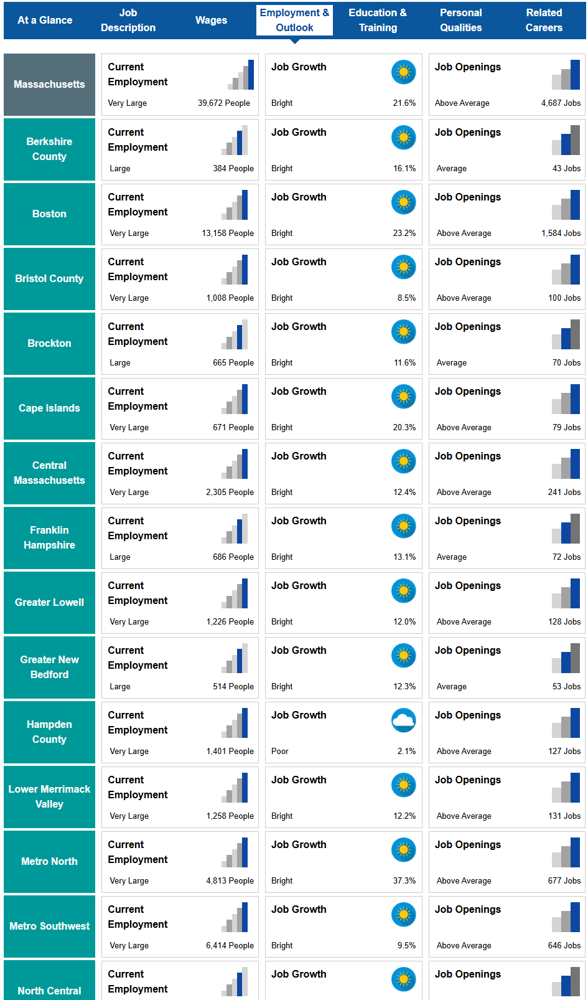 At a Glance
Job
Description
Wages
Employment &
Outlook
Education &
Training
Personal
Qualities
Related
Careers
Massachusetts
Current
Employment
Very Large 39,672 People
Job Growth
Bright 21.6%
Job Openings
Above Average 4,687 Jobs
Berkshire
County
Current
Employment
Large 384 People
Job Growth
Bright 16.1%
Job Openings
Average 43 Jobs
Boston
Current
Employment
Very Large 13,158 People
Job Growth
Bright 23.2%
Job Openings
Above Average 1,584 Jobs
Bristol County
Current
Employment
Very Large 1,008 People
Job Growth
Bright 8.5%
Job Openings
Above Average 100 Jobs
Brockton
Current
Employment
Large 665 People
Job Growth
Bright 11.6%
Job Openings
Average 70 Jobs
Cape Islands
Current
Employment
Very Large 671 People
Job Growth
Bright 20.3%
Job Openings
Above Average 79 Jobs
Central
Massachusetts
Current
Employment
Very Large 2,305 People
Job Growth
Bright 12.4%
Job Openings
Above Average 241 Jobs
Franklin
Hampshire
Current
Employment
Large 686 People
Job Growth
Bright 13.1%
Job Openings
Average 72 Jobs
Greater Lowell
Current
Employment
Very Large 1,226 People
Job Growth
Bright 12.0%
Job Openings
Above Average 128 Jobs
Greater New
Bedford
Current
Employment
Large 514 People
Job Growth
Bright 12.3%
Job Openings
Average 53 Jobs
Hampden
County
Current
Employment
Very Large 1,401 People
Job Growth
Poor 2.1%
Job Openings
Above Average 127 Jobs
Lower Merrimack
Valley
Current
Employment
Very Large 1,258 People
Job Growth
Bright 12.2%
Job Openings
Above Average 131 Jobs
Metro North
Current
Employment
Very Large 4,813 People
Job Growth
Bright 37.3%
Job Openings
Above Average 677 Jobs
Metro Southwest
Current
Employment
Very Large 6,414 People
Job Growth
Bright 9.5%
Job Openings
Above Average 646 Jobs
North Central
Current
Employment
Job Growth
Job Openings